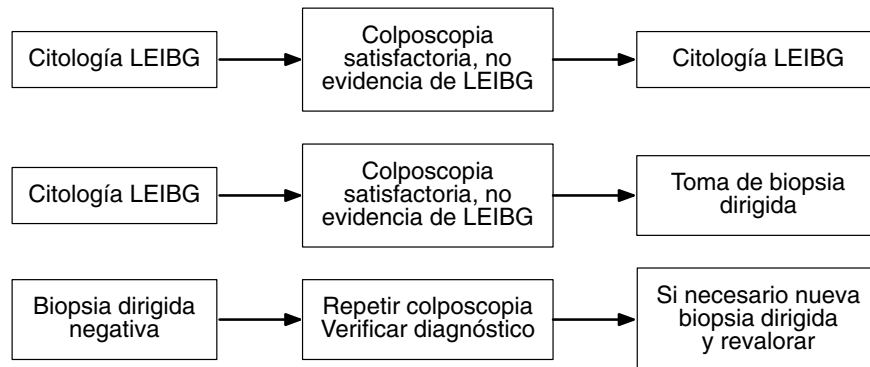 Citología LEIBG
Colposcopia
satisfactoria, no
evidencia de LEIBG
Citología LEIBG
Citología LEIBG
Colposcopia
satisfactoria, no
evidencia de LEIBG
Toma de biopsia
dirigida
Biopsia dirigida
negativa
Repetir colposcopia
Verificar diagnóstico
Si necesario nueva
biopsia dirigida
y revalorar